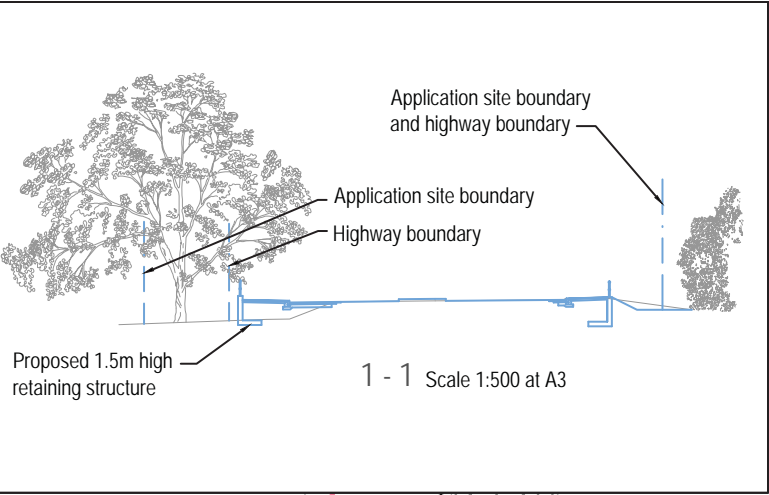 Application site boundary
and highway boundary
Application site boundary
Highway boundary
Proposed 1.5m high
retaining structure
1 - 1 Scale 1:500 at A3